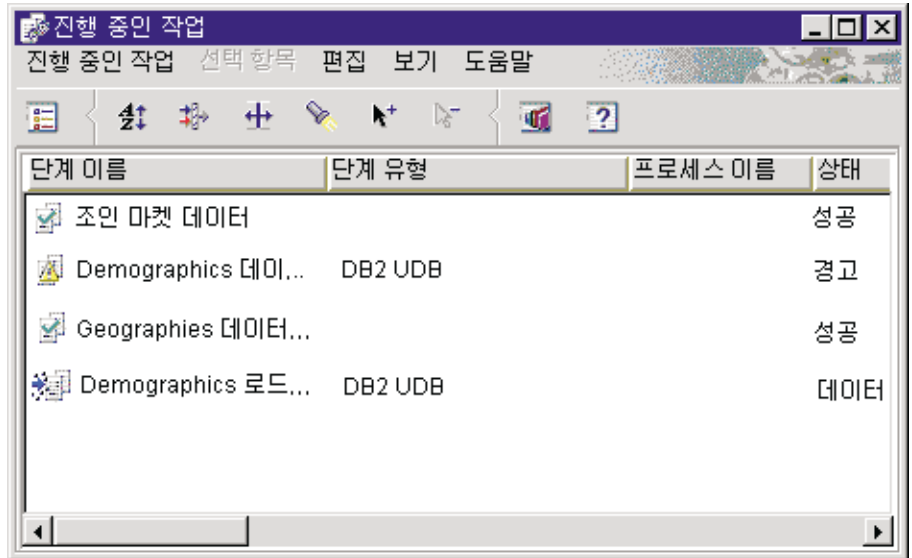 진행 중인 작업
진행 중인 작업 선택 항목 편집 보기 도움말
단계 이름 단계 유형 프로세스 이름 상태
조인 마켓 데이터 성공
Demographics 데이... DB2 UDB 경고
Geographies 데이터... 성공
Demographics 로드... DB2 UDB 데이터